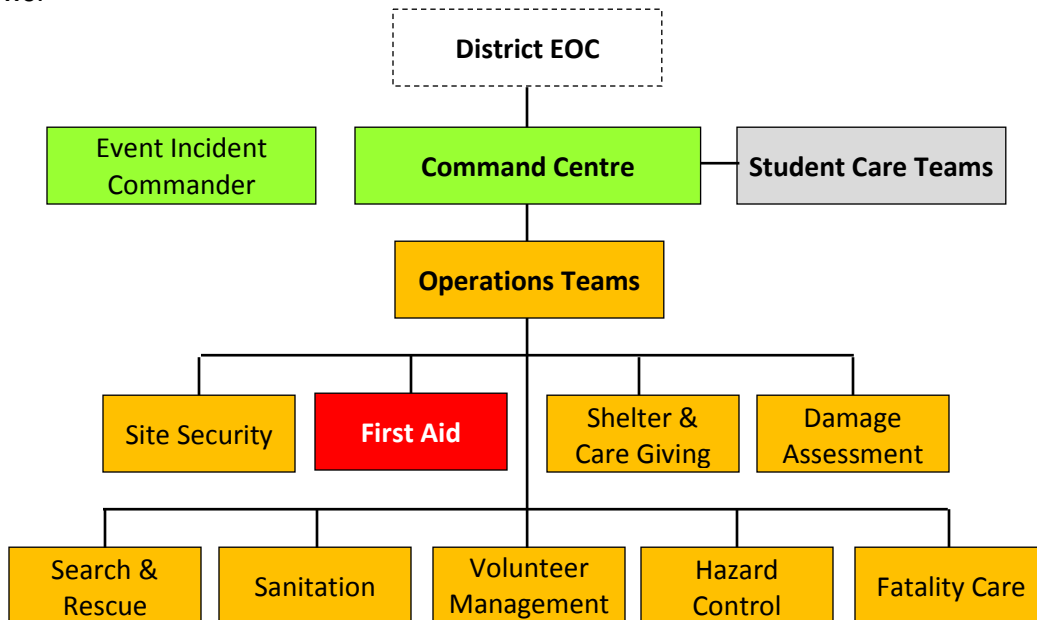 District EOC
Event Incident
Commander
Command Centre
Student Care Teams
Operations Teams
Site Security
First Aid
Shelter &
Care Giving
Damage
Assessment
Search &
Rescue
Sanitation
Volunteer
Management
Hazard
Control
Fatality Care